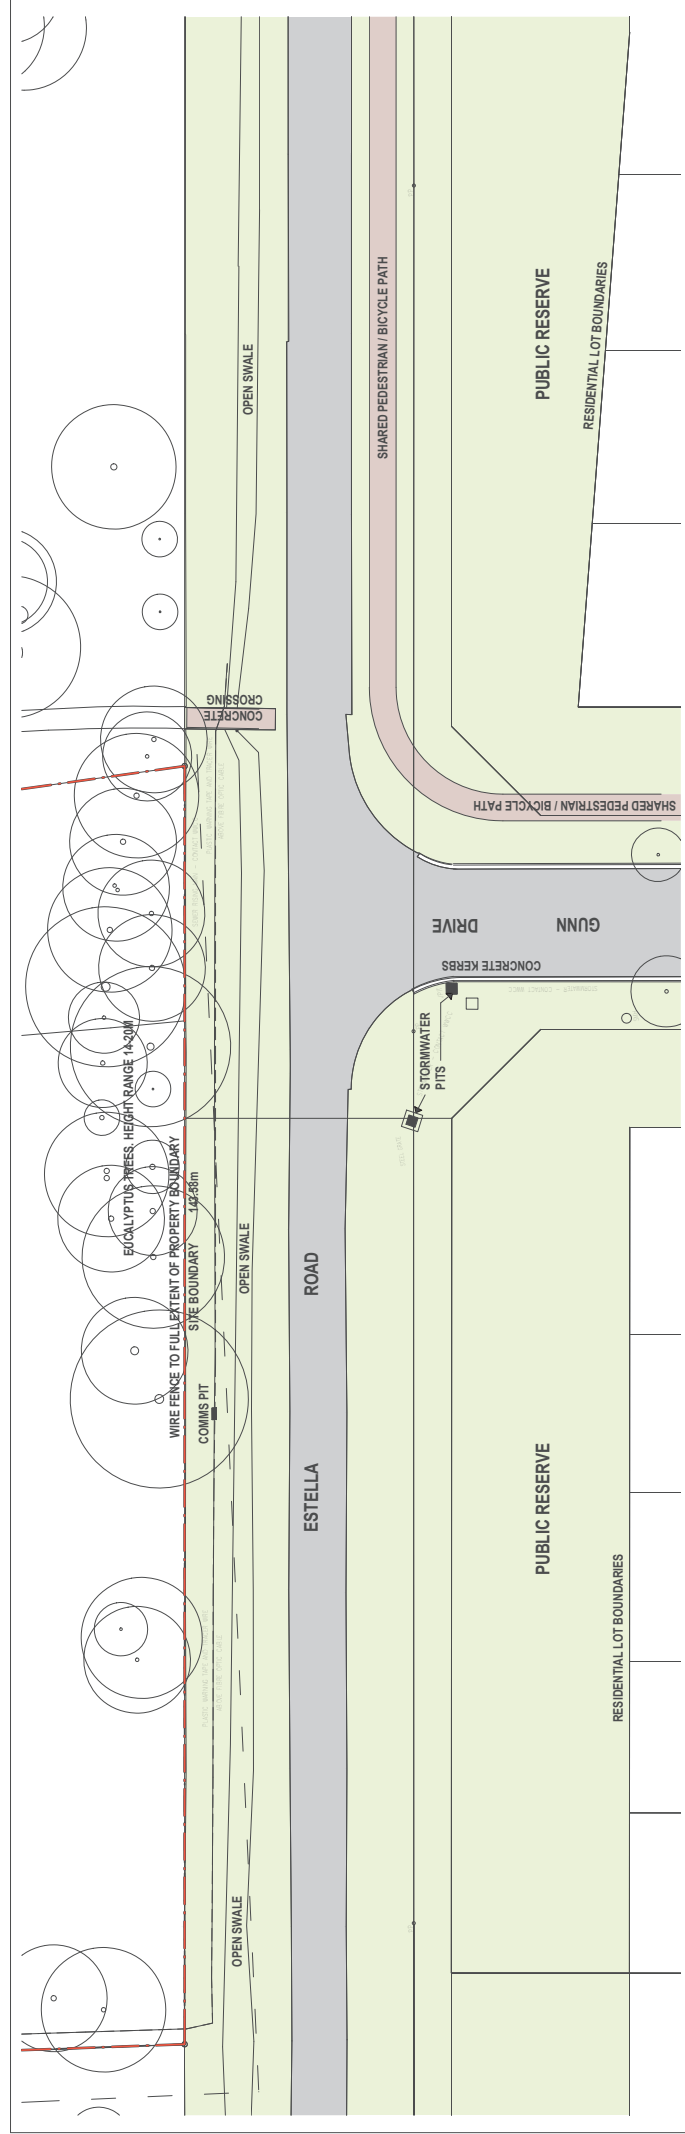 OPEN SWALE
SHARED PEDESTRIAN / BICYCLE PATH
PUBLIC RESERVE
RESIDENTIAL LOT BOUNDARIES
CONCRETE
CROSSING
SHARED PEDESTRIAN / BICYCLE PATH
GUNN
DRIVE
CONCRETE KERBS
STORMWATER
PITS
EUCALYPTUS TREES. HEIGHT RANGE 14-20M
WIRE FENCE TO FULL EXTENT OF PROPERTY BOUNDARY
SITE BOUNDARY
143.58m
OPEN SWALE
COMMS PIT
ESTELLA
ROAD
PUBLIC RESERVE
RESIDENTIAL LOT BOUNDARIES
OPEN SWALE